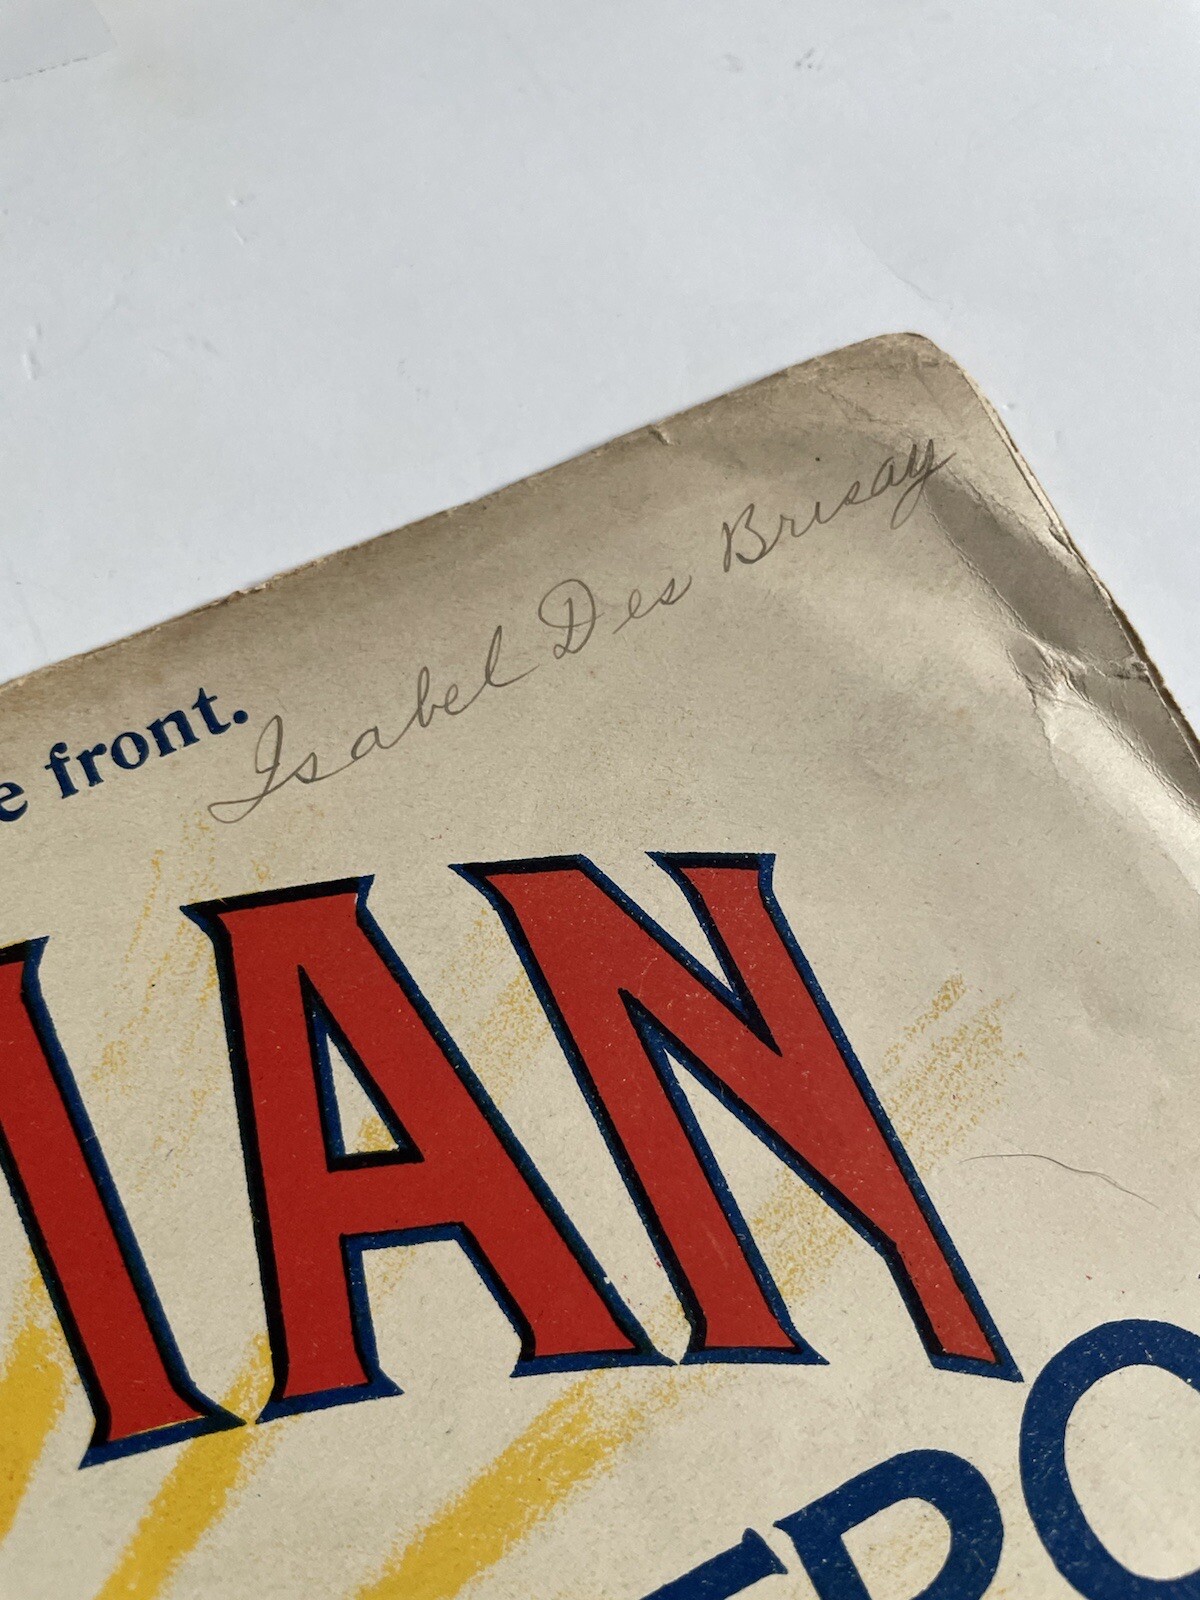 Isabel Des Brisay
e front.
IAN